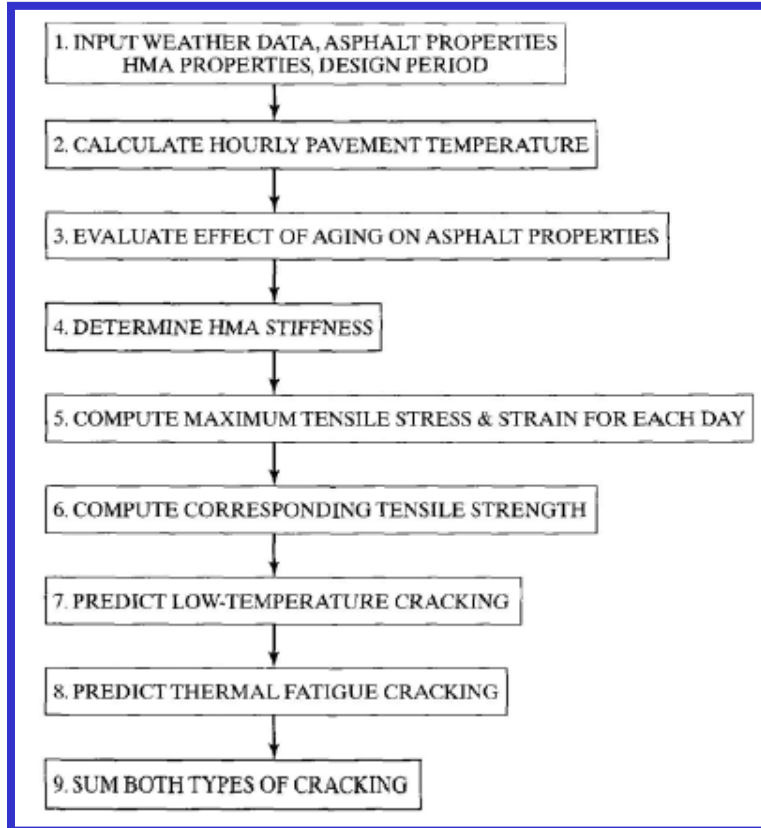 1. INPUT WEATHER DATA, ASPHALT PROPERTIES
HMA PROPERTIES, DESIGN PERIOD
2. CALCULATE HOURLY PAVEMENT TEMPERATURE
3. EVALUATE EFFECT OF AGING ON ASPHALT PROPERTIES
4. DETERMINE HMA STIFFNESS
5. COMPUTE MAXIMUM TENSILE STRESS & STRAIN FOR EACH DAY
6. COMPUTE CORRESPONDING TENSILE STRENGTH
7. PREDICT LOW-TEMPERATURE CRACKING
8. PREDICT THERMAL FATIGUE CRACKING
9. SUM BOTH TYPES OF CRACKING